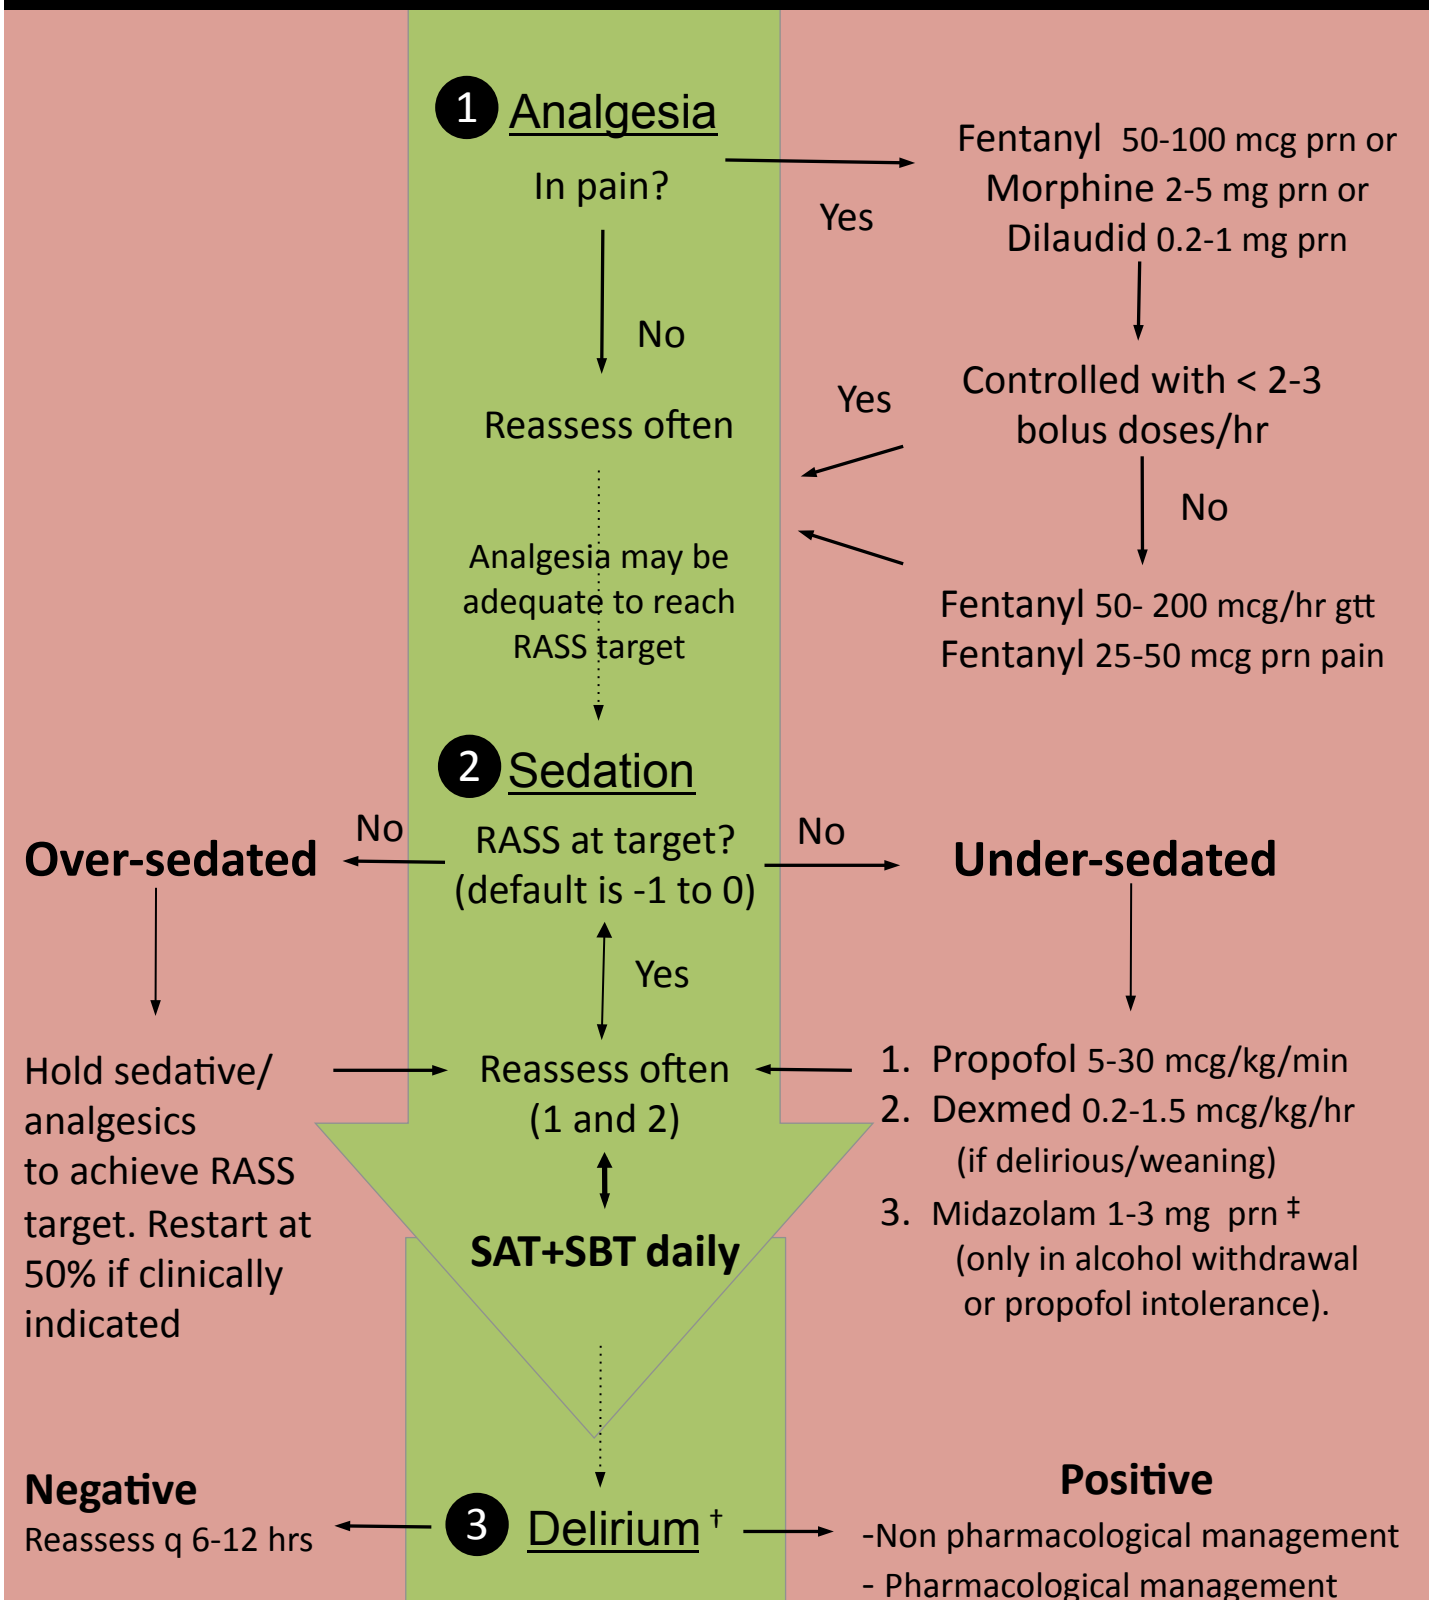 1 Analgesia
In pain?
Yes
Fentanyl 50-100 mcg prn or
Morphine 2-5 mg prn or
Dilaudid 0.2-1 mg prn
No
Reassess often
Yes
Controlled with < 2-3
bolus doses/hr
No
Analgesia may be
adequate to reach
RASS target
Fentanyl 50- 200 mcg/hr gtt
Fentanyl 25-50 mcg prn pain
2 Sedation
RASS at target?
(default is -1 to 0)
No
Over-sedated
No
Under-sedated
Yes
Hold sedative/
analgesics
to achieve RASS
target. Restart at
50% if clinically
indicated
Reassess often
(1 and 2)
1. Propofol 5-30 mcg/kg/min
2. Dexmed 0.2-1.5 mcg/kg/hr
(if delirious/weaning)
3. Midazolam 1-3 mg prn ‡
(only in alcohol withdrawal
or propofol intolerance).
SAT+SBT daily
3 Delirium †
Negative
Reassess q 6-12 hrs
Positive
-Non pharmacological management
- Pharmacological management